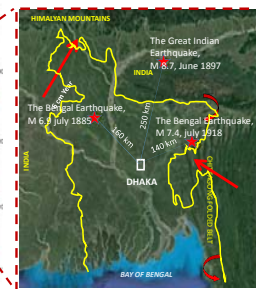 HIMALYAN MOUNTAINS
The Great Indian
Earthquake,
M 8.7, June 1897
INDIA
The Bengal Earthquake,
M 6.9 july 1885
250 km
The Bengal Earthquake,
M 7.4, july 1918
160 km
140 km
INDIA
DHAKA
BAY OF BENGAL